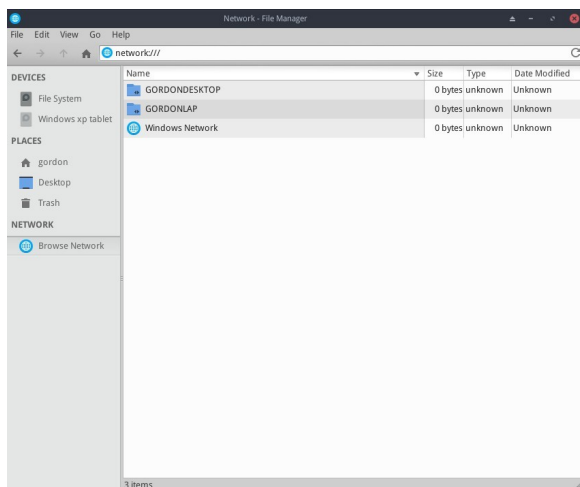 Network - File Manager
File Edit View Go Help
network:///
DEVICES
File System
Windows xp tablet
PLACES
gordon
Desktop
Trash
NETWORK
Browse Network
Name Size Type Date Modified
GORDONDESKTOP 0 bytes unknown Unknown
GORDONLAP 0 bytes unknown Unknown
Windows Network 0 bytes unknown Unknown
3 items